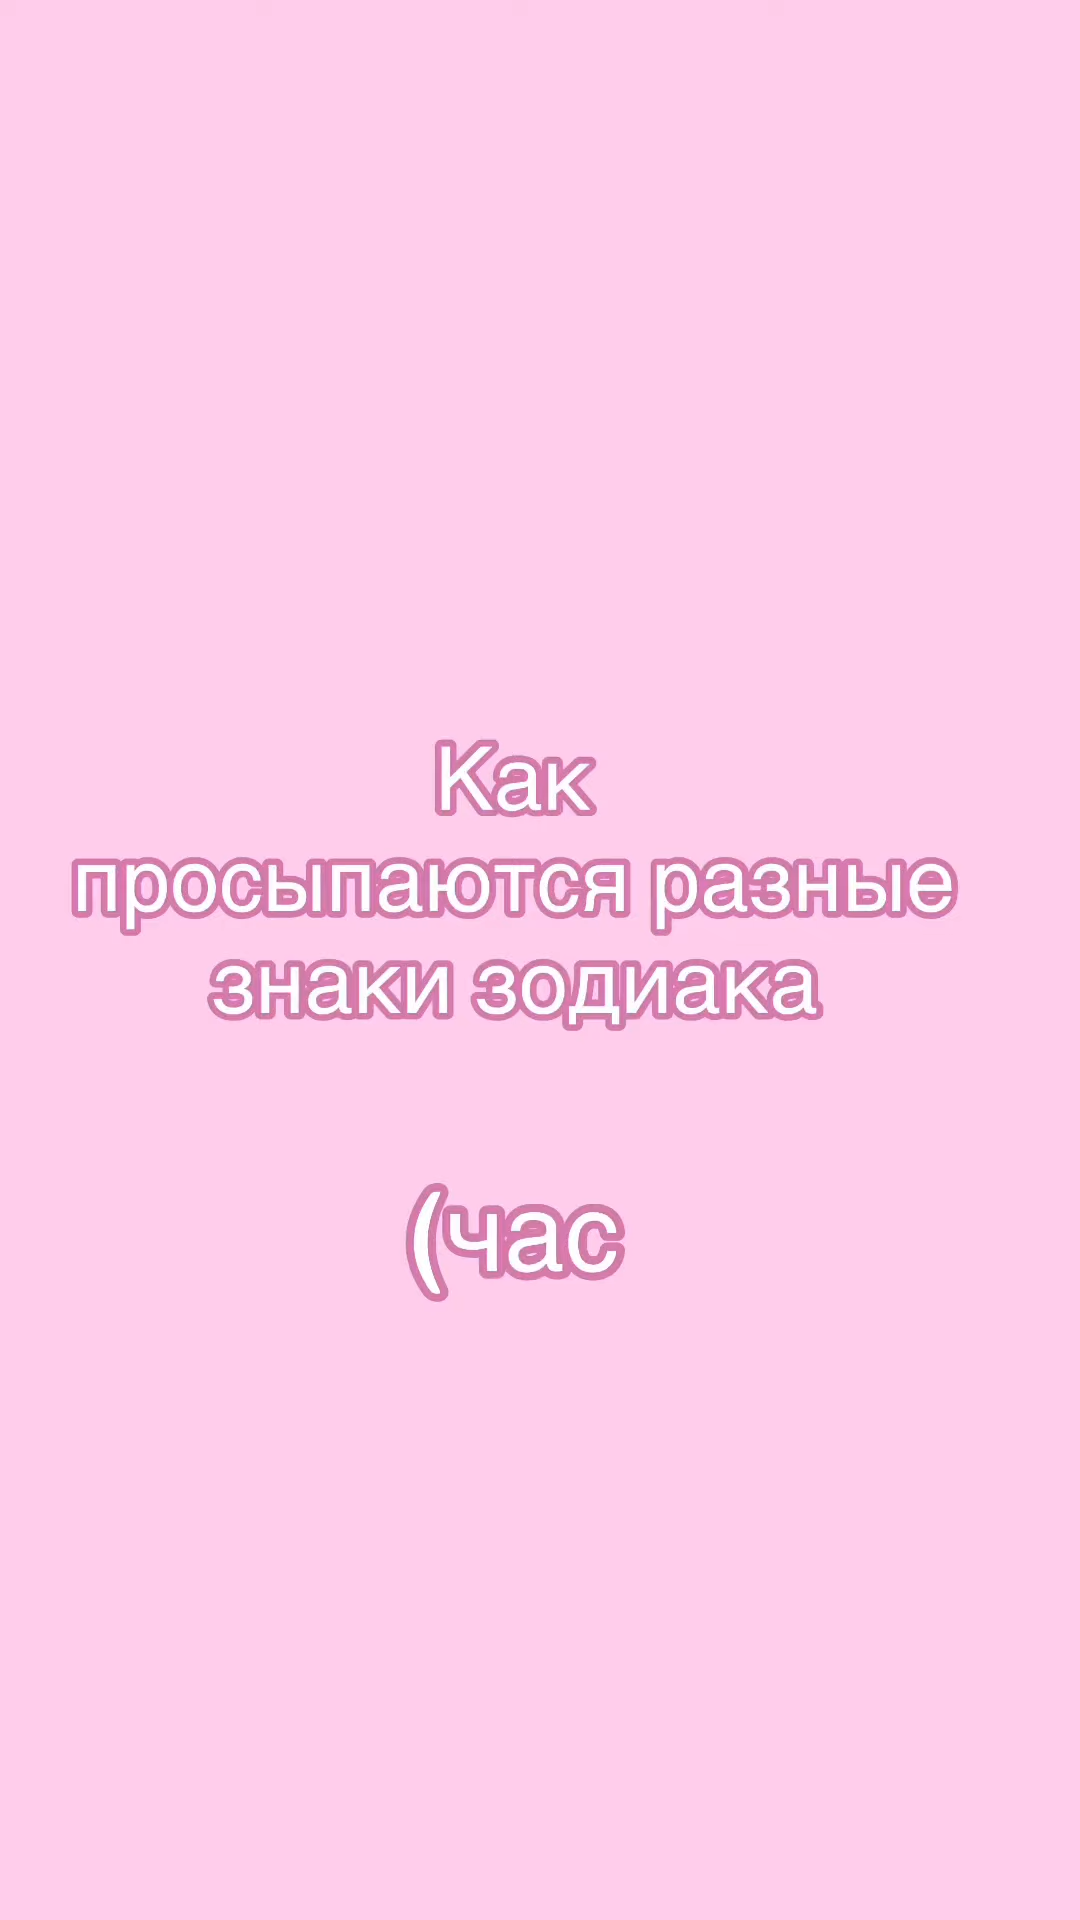 Как
просыпаются разные
знаки зодиака
(час